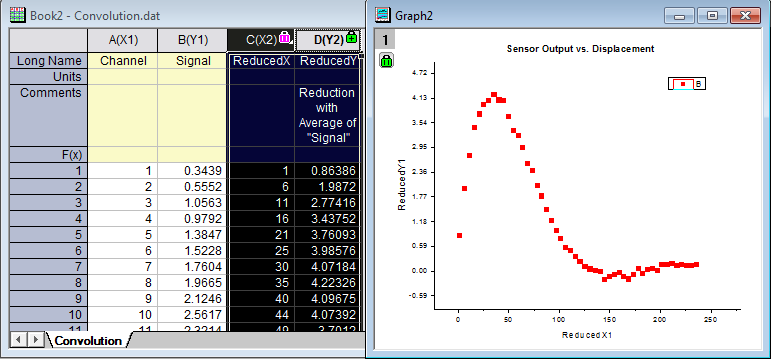 Book2 - Convolution.dat
A(X1) B(Y1) C(X2) D(Y2)
Long Name Channel Signal ReducedX ReducedY
Units
Comments Reduction
with
Average of
"Signal"
F(x)
1 1 0.3439 1 0.86386
2 2 0.5552 6 1.9872
3 3 1.0563 11 2.77416
4 4 0.9792 16 3.43752
5 5 1.3847 21 3.76093
6 6 1.5228 25 3.98576
7 7 1.7604 30 4.07184
8 8 1.9665 35 4.22326
9 9 2.1246 40 4.09675
10 10 2.5617 44 4.07392
11 11 2.3214 49 3.7012
Convolution
Graph2
1
Sensor Output vs. Displacement
B
4.72
4.13
3.54
2.95
2.36
1.77
1.18
0.59
0.00
-0.59
ReducedY1
0 50 100 150 200 250
ReducedX1